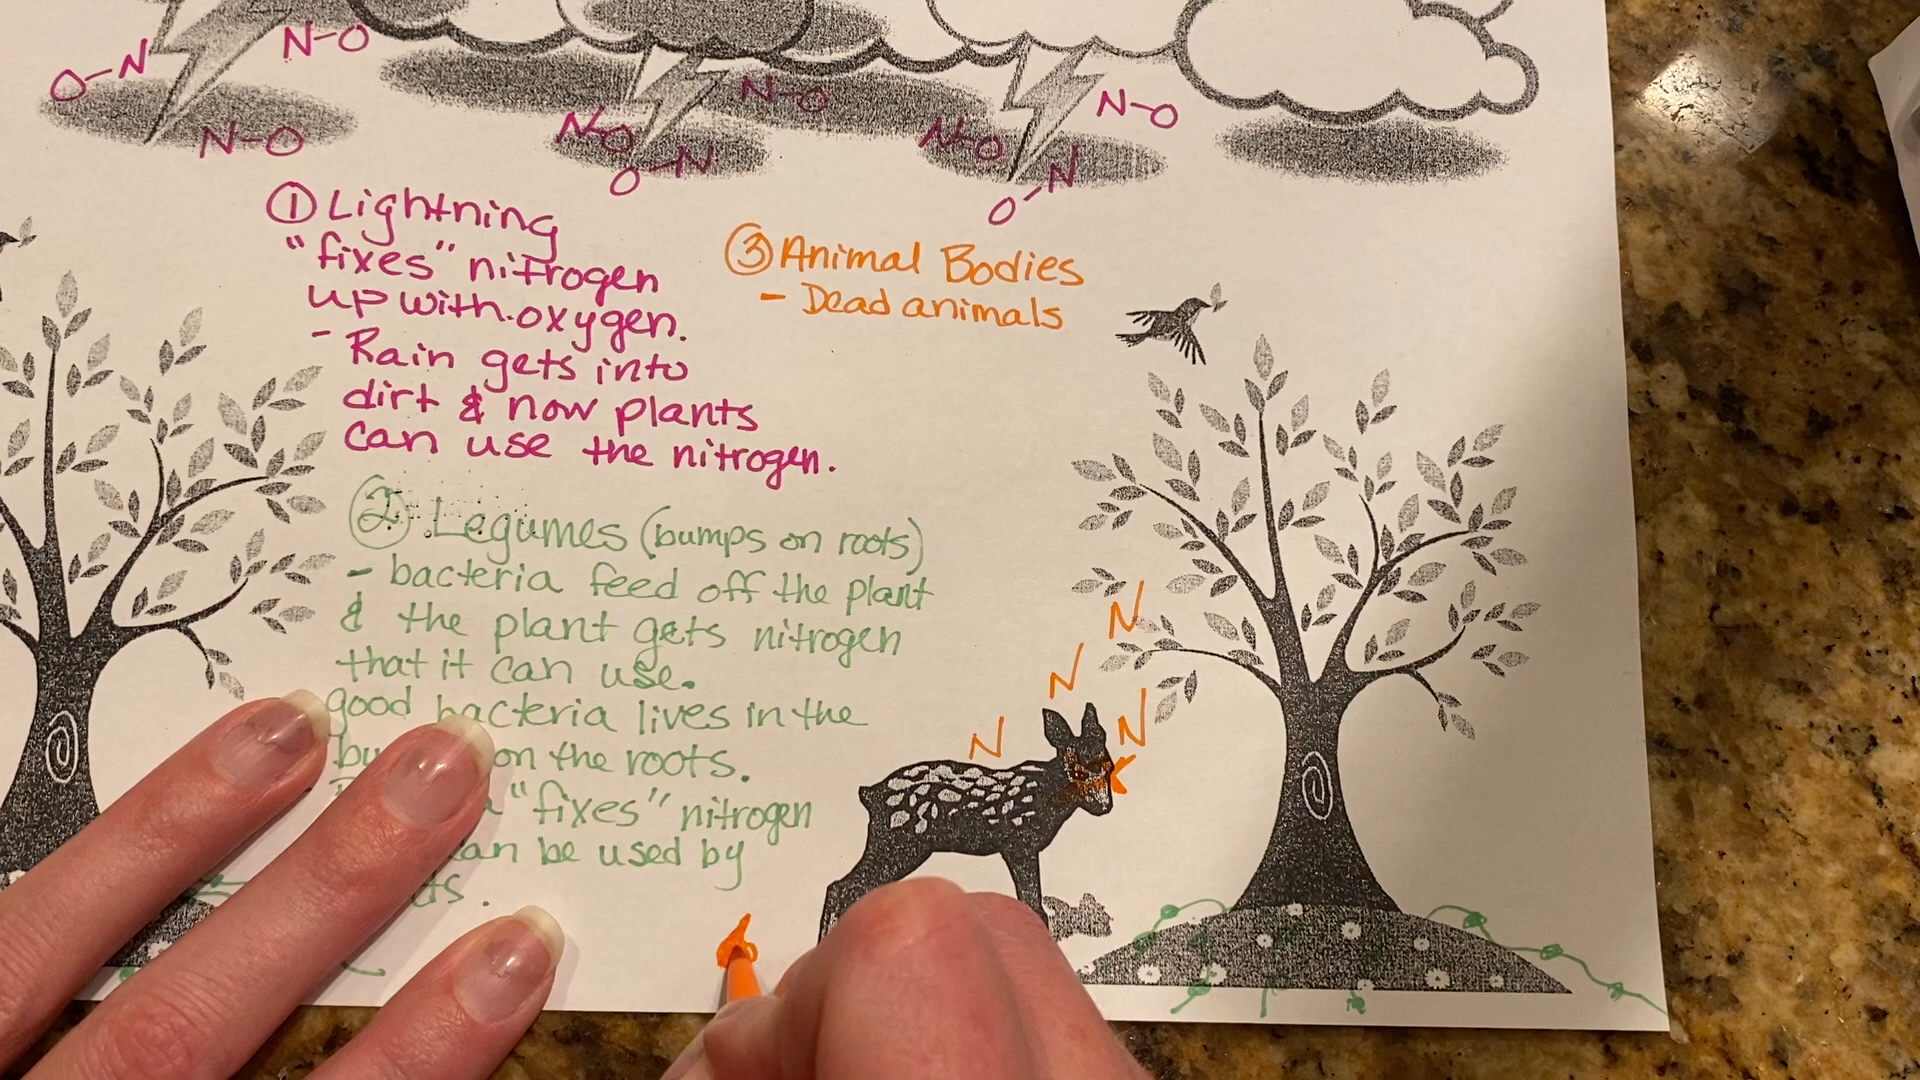 N-O
O-N
N-O
N-O
N-O
O-N
N-O
N-O
O-N
① Lightning
"fixes" nitrogen
up with oxygen.
- Rain gets into
dirt & now plants
can use the nitrogen.
② Legumes (bumps on roots)
- bacteria feed off the plant
& the plant gets nitrogen
that it can use.
good bacteria lives in the
on the roots.
"fixes" nitrogen
be used by
③ Animal Bodies
- Dead animals
N
N
N
N